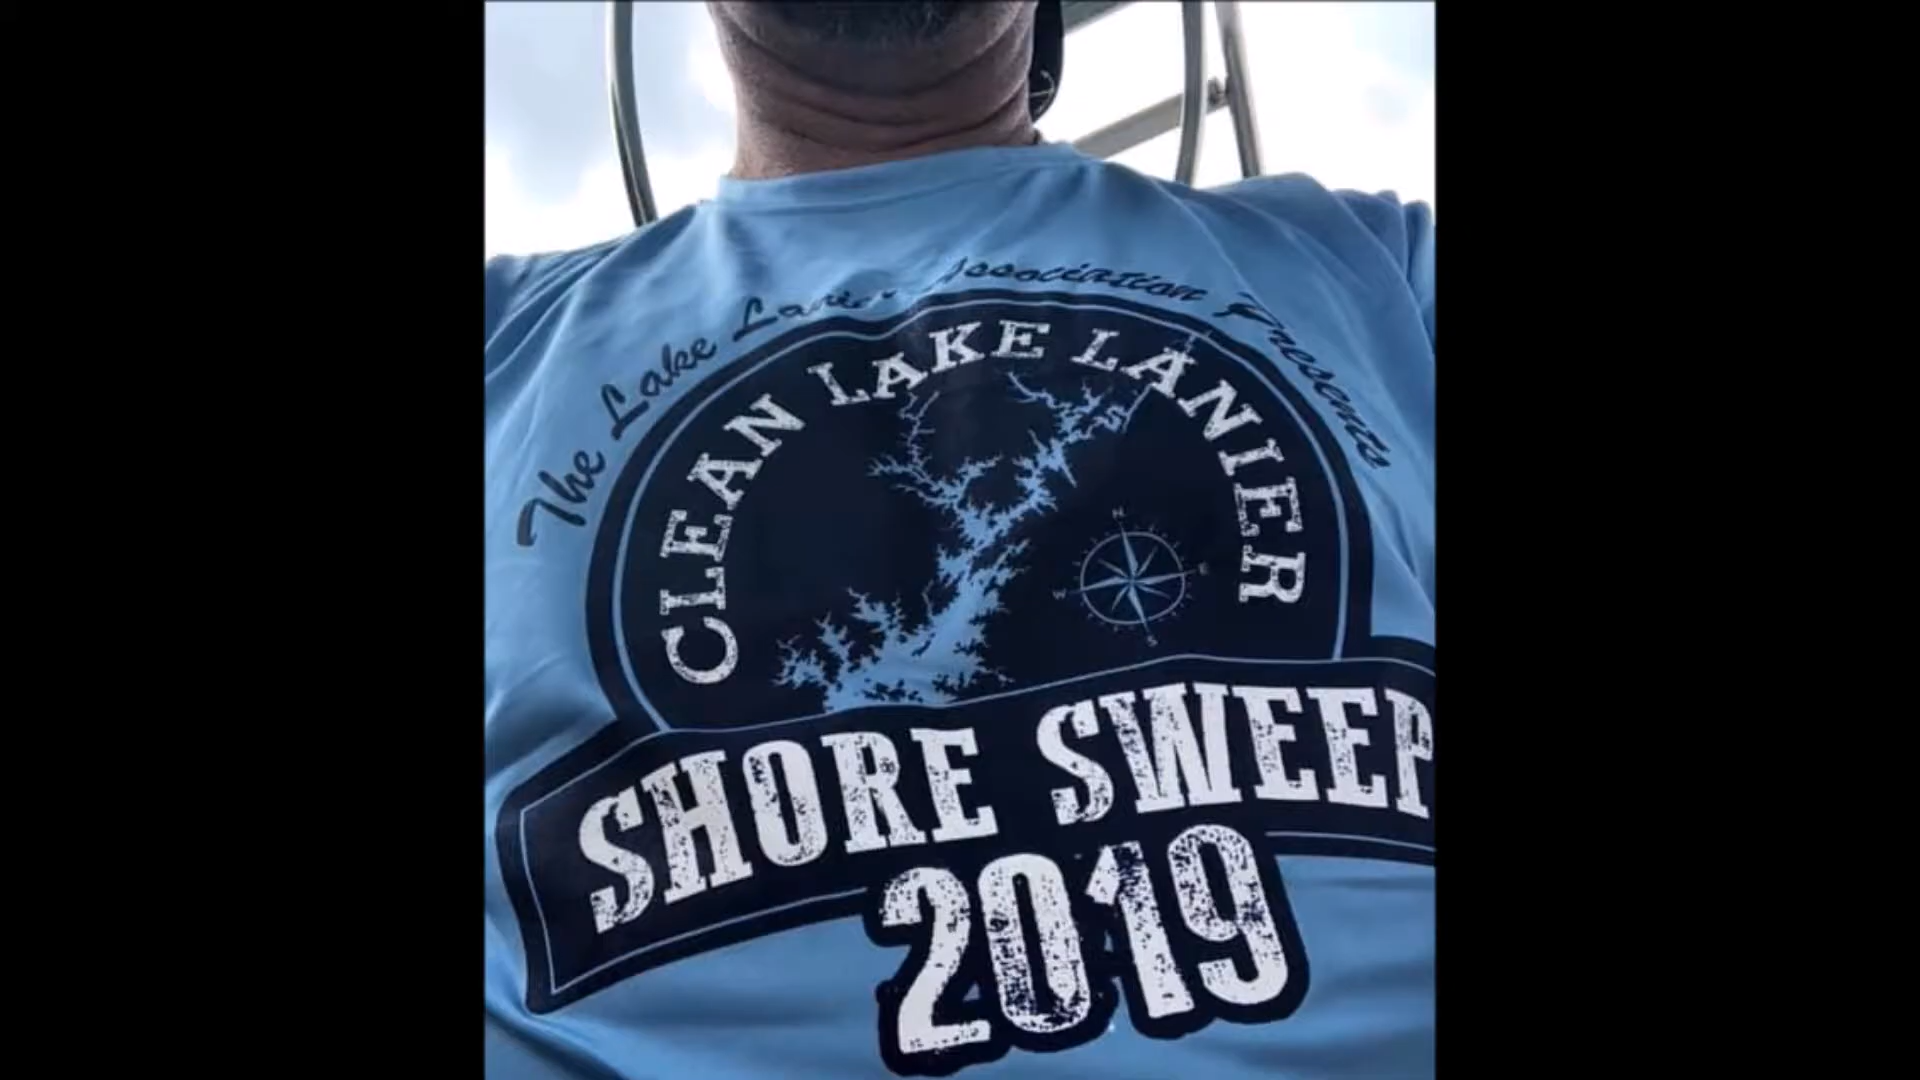 The Lake Lanier Association Presents
CLEAN LAKE LANIER
N
W
E
S
SHORE SWEEP
2019